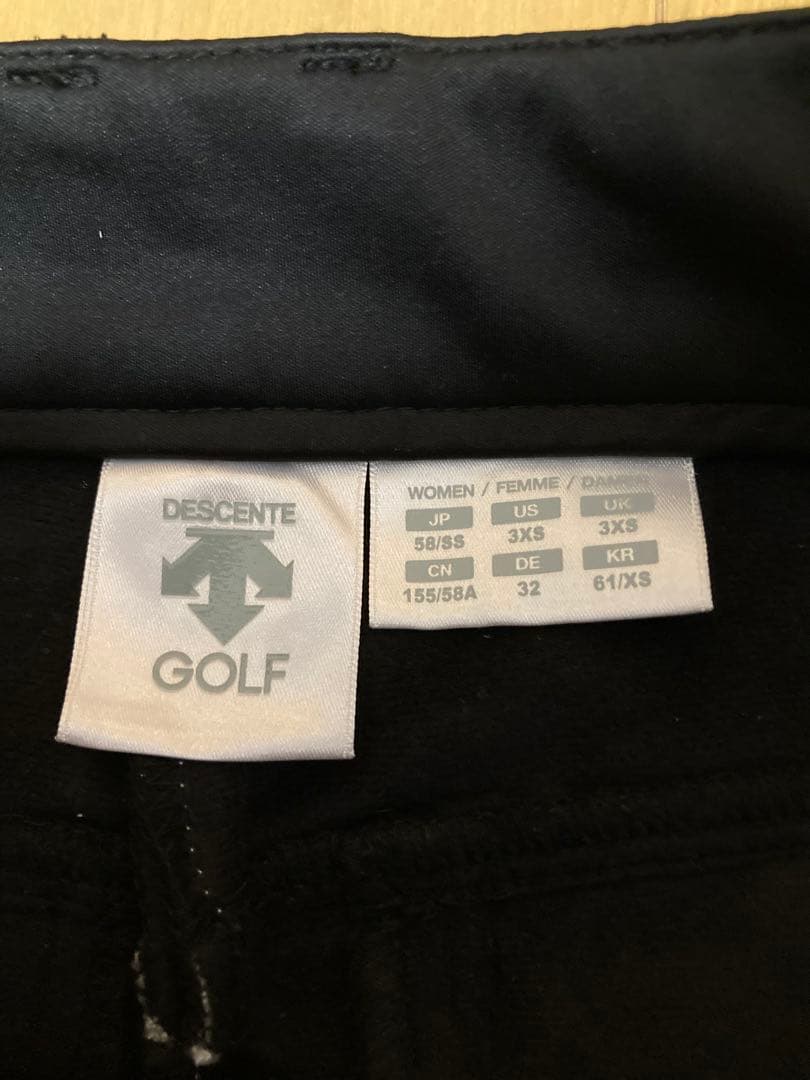 DESCENTE
GOLF
WOMEN / FEMME / DAMEN
JP US UK
58/SS 3XS 3XS
CN DE KR
155/58A 32 61/XS